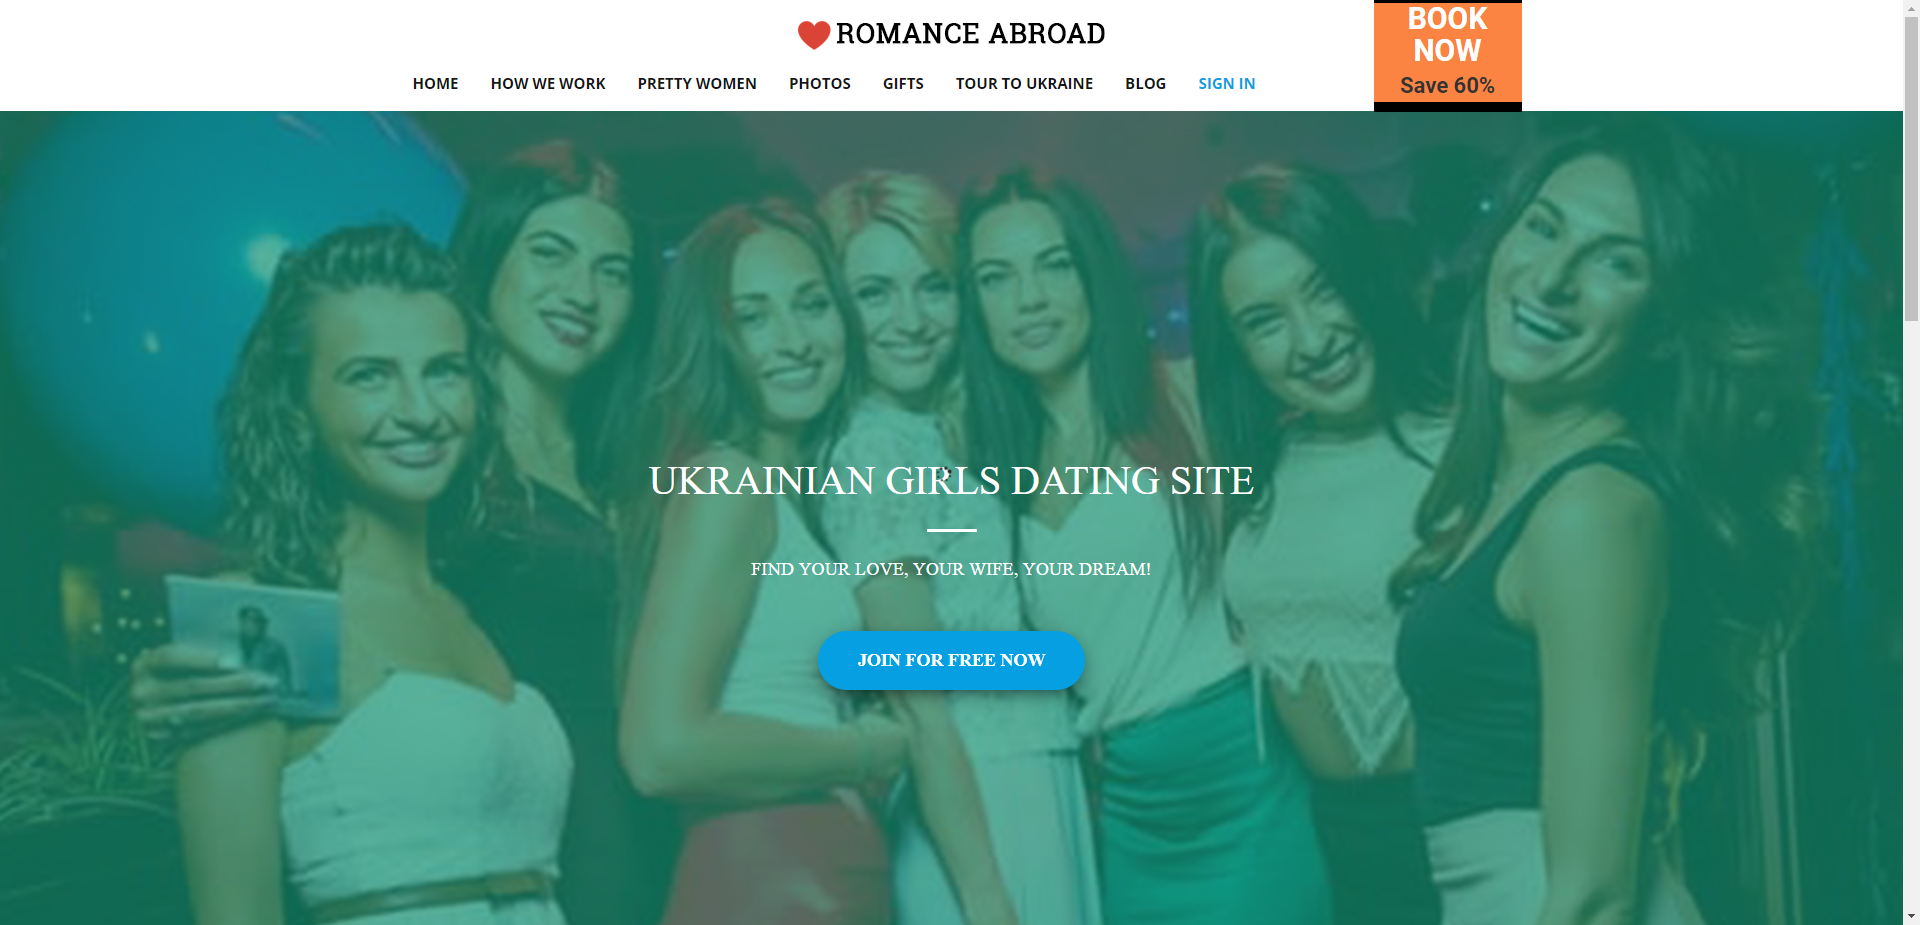 ROMANCE ABROAD
BOOK
NOW
Save 60%
HOME HOW WE WORK PRETTY WOMEN PHOTOS GIFTS TOUR TO UKRAINE BLOG SIGN IN
UKRAINIAN GIRLS DATING SITE
FIND YOUR LOVE, YOUR WIFE, YOUR DREAM!
JOIN FOR FREE NOW